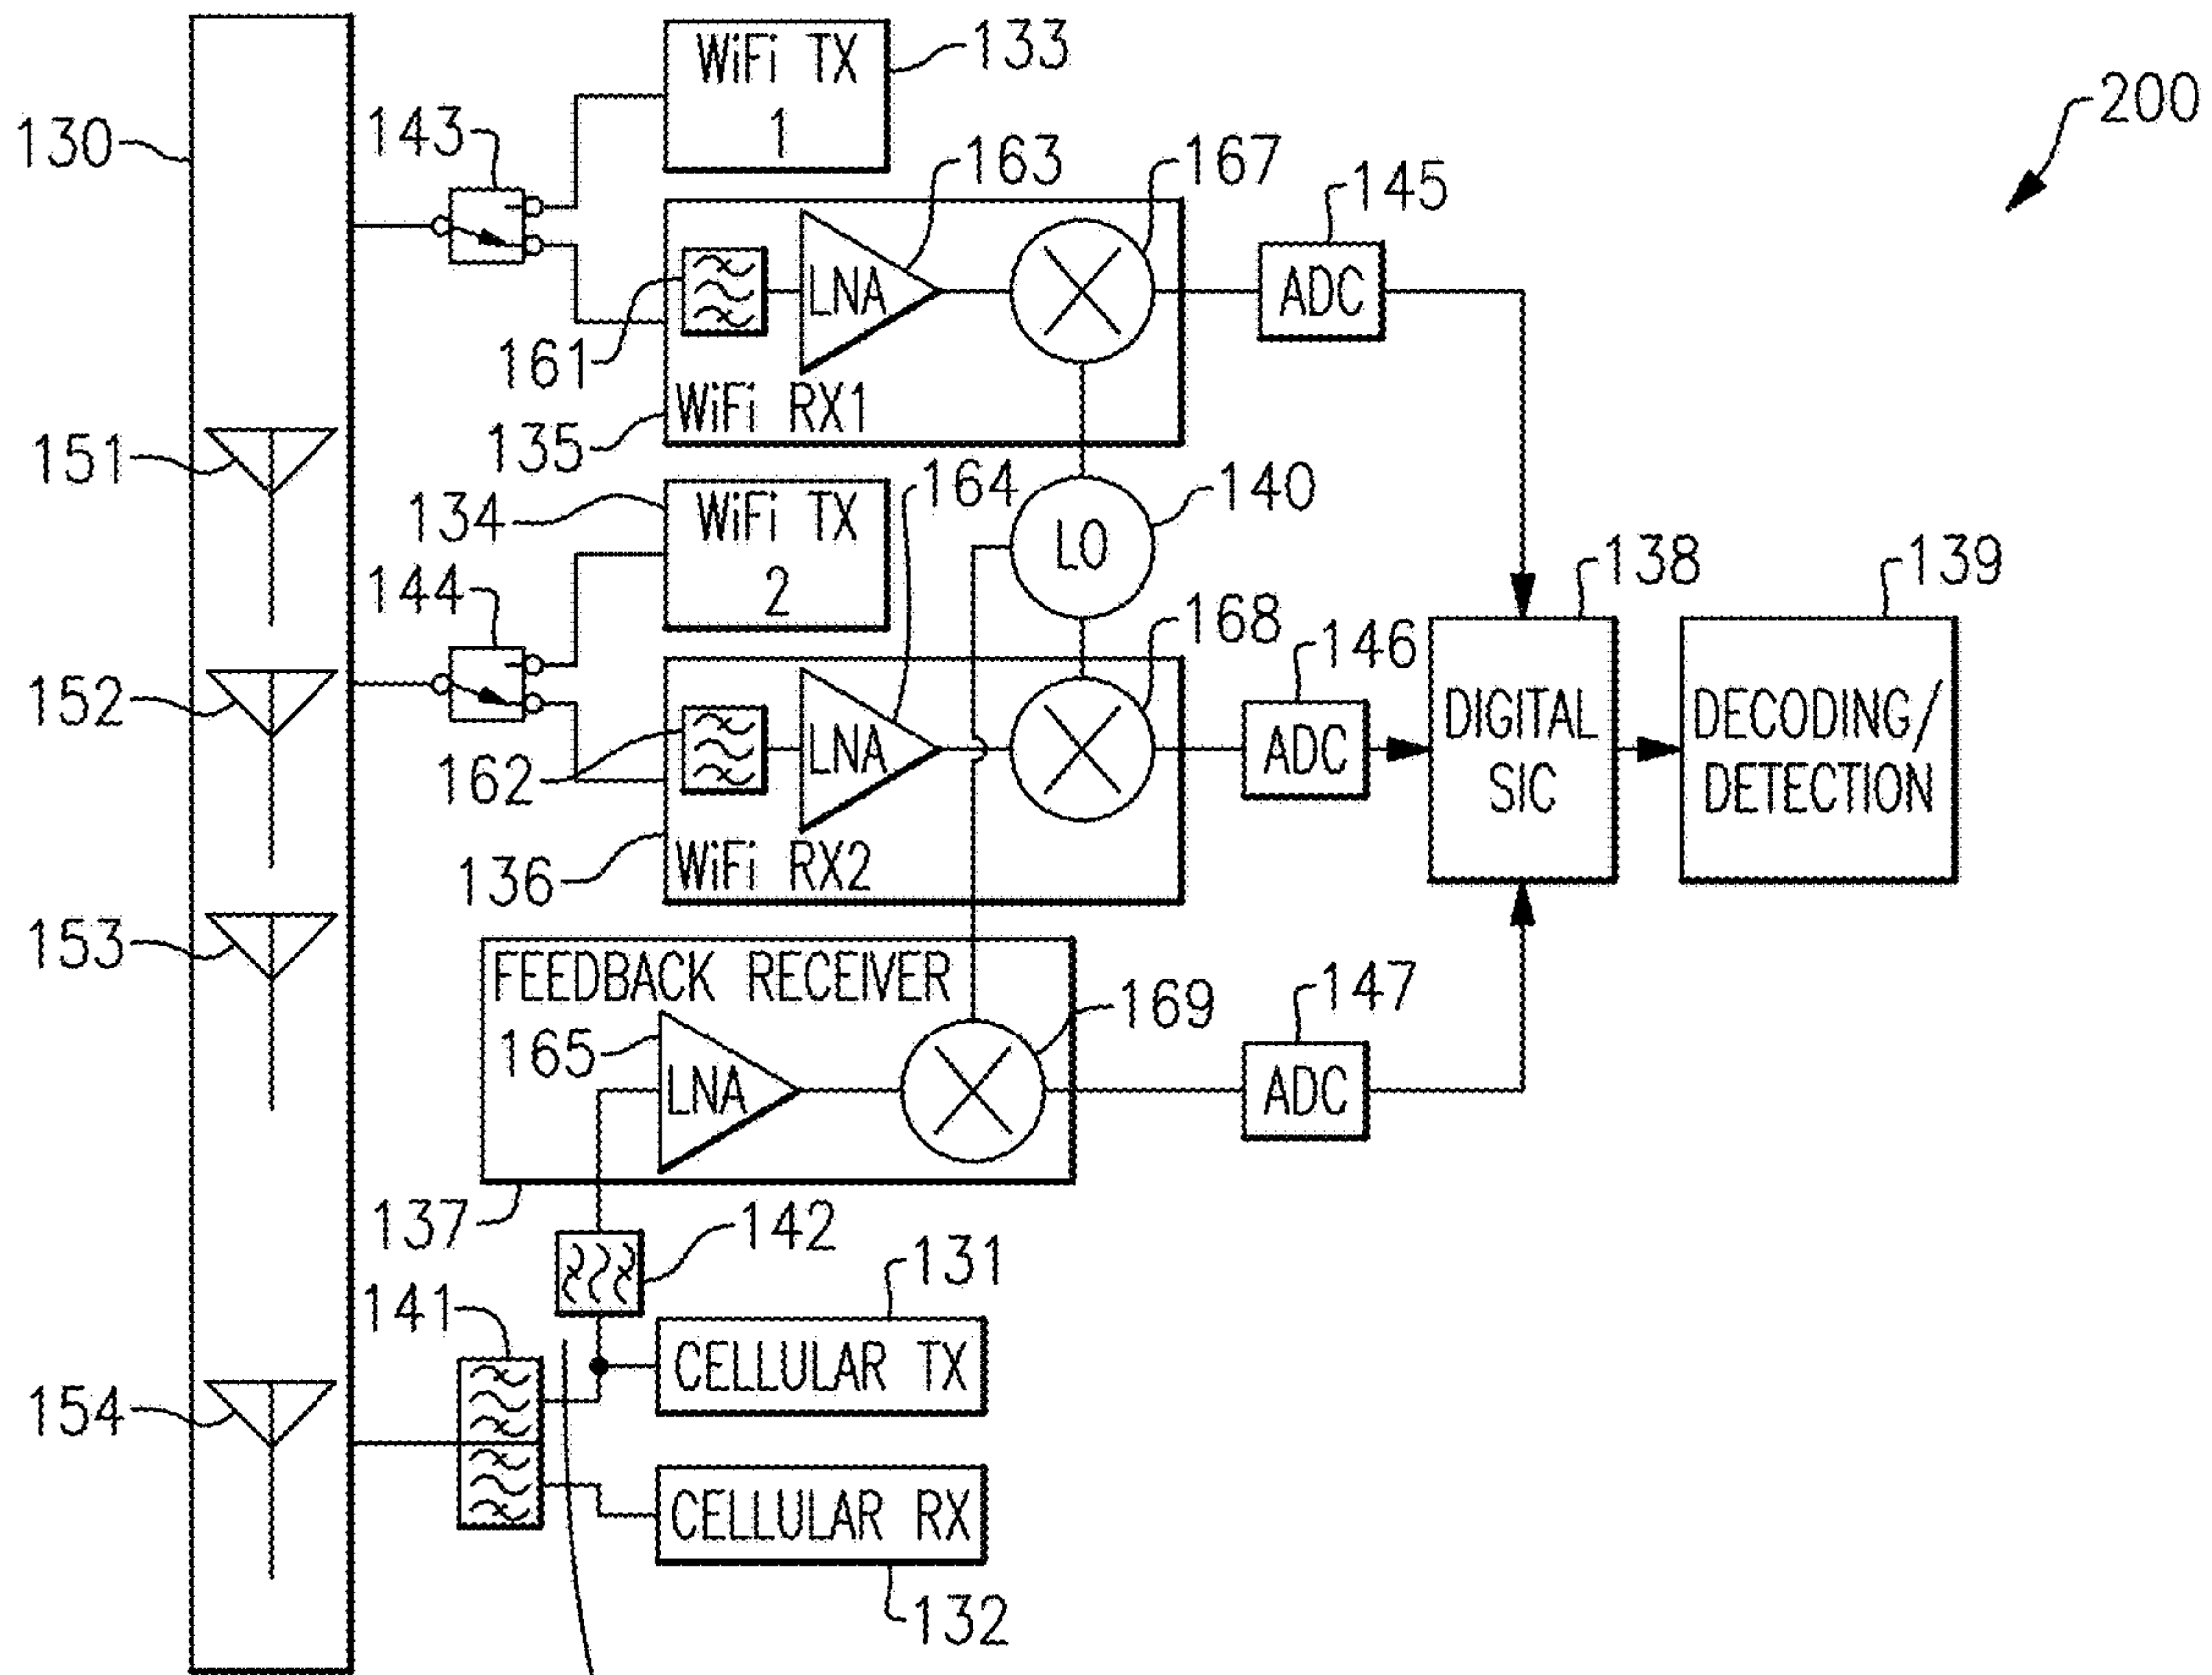 WiFi TX
1
133
200
130
143
163
167
145
LNA
ADC
161
WiFi RX1
135
151
164
140
134
WiFi TX
2
LO
138
139
144
168
146
152
LNA
ADC
DIGITAL
SIC
DECODING/
DETECTION
162
WiFi RX2
136
153
FEEDBACK RECEIVER
147
169
165
LNA
ADC
137
142
131
141
CELLULAR TX
154
CELLULAR RX
132